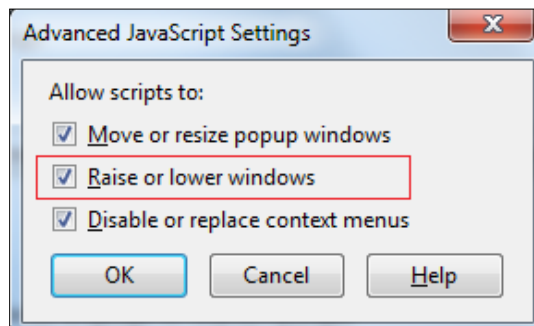 Advanced JavaScript Settings
Allow scripts to:
Move or resize popup windows
Raise or lower windows
Disable or replace context menus
OK Cancel Help